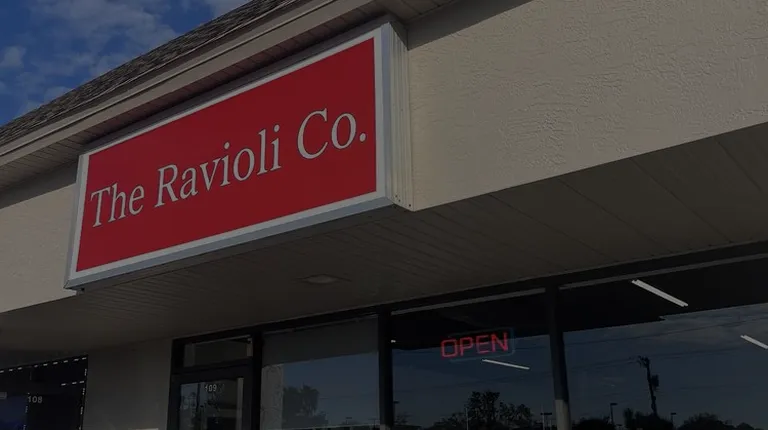 The Ravioli Co.
OPEN
109
108